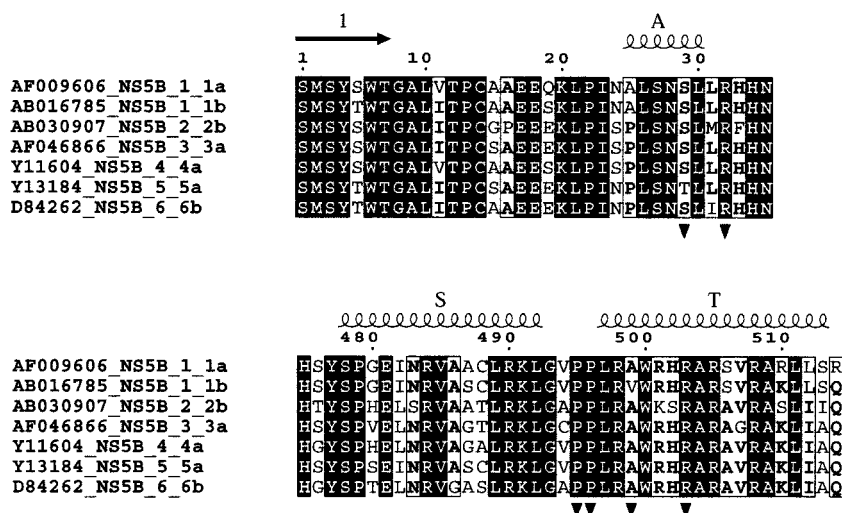 1 A
1 10 20 30
AF009606_NS5B_1_1a SMSYSWTGALVTPCAAEEQKLPINALSNSLLRHHN
AB016785_NS5B_1_1b SMSYTWTGALITPCAAEESKLPINALSNSLLRHHN
AB030907_NS5B_2_2b SMSYSWTGALITPCGPEEEKLPISPLSNSLMRFHN
AF046866_NS5B_3_3a SMSYSWTGALITPCSAEEEKLPISPLSNSLLRHHN
Y11604_NS5B_4_4a SMSYSWTGALVTPCAAEESKLPINPLSNSLLRHHN
Y13184_NS5B_5_5a SMSYTWTGALITPCSAEEEKLPINPLSNTLLRHHN
D84262_NS5B_6_6b SMSYTWTGALITPCAAEEEKLPINPLSNSLIRHHN
S T
480 490 500 510
AF009606_NS5B_1_1a HSYSPGEINRVAACLRKLGVPPLRAWRHRARSVRARLLSR
AB016785_NS5B_1_1b HSYSPGEINRVASCLRKLGVPPLRVWRHRARSVRAKLLSQ
AB030907_NS5B_2_2b HTYSPHELSRVAATLRKLGAPPLRAWKSRARAVRASLIIQ
AF046866_NS5B_3_3a HSYSPVELNRVAGTLRKLGCPPLRAWRHRARAGRAKLIAQ
Y11604_NS5B_4_4a HGYSPHELNRVAGALRKLGVPPLRAWRHRARAVRAKLIAQ
Y13184_NS5B_5_5a HSYSPSEINRVASCLRKLGVPPLRAWRHRARAVRAKLIAQ
D84262_NS5B_6_6b HGYSPTELNRVGASLRKLGAPPLRAWRHRARAVRAKLIAQ